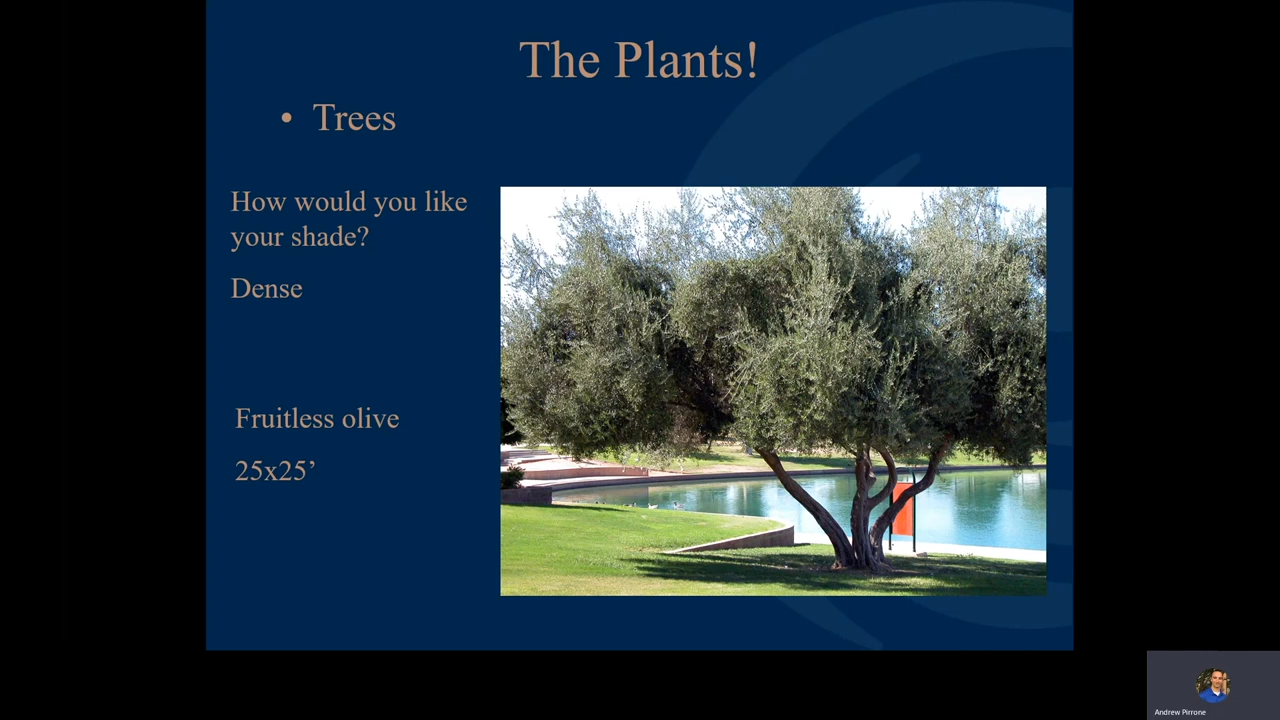 The Plants!
• Trees
How would you like
your shade?
Dense
Fruitless olive
25x25’
Andrew Pirrone